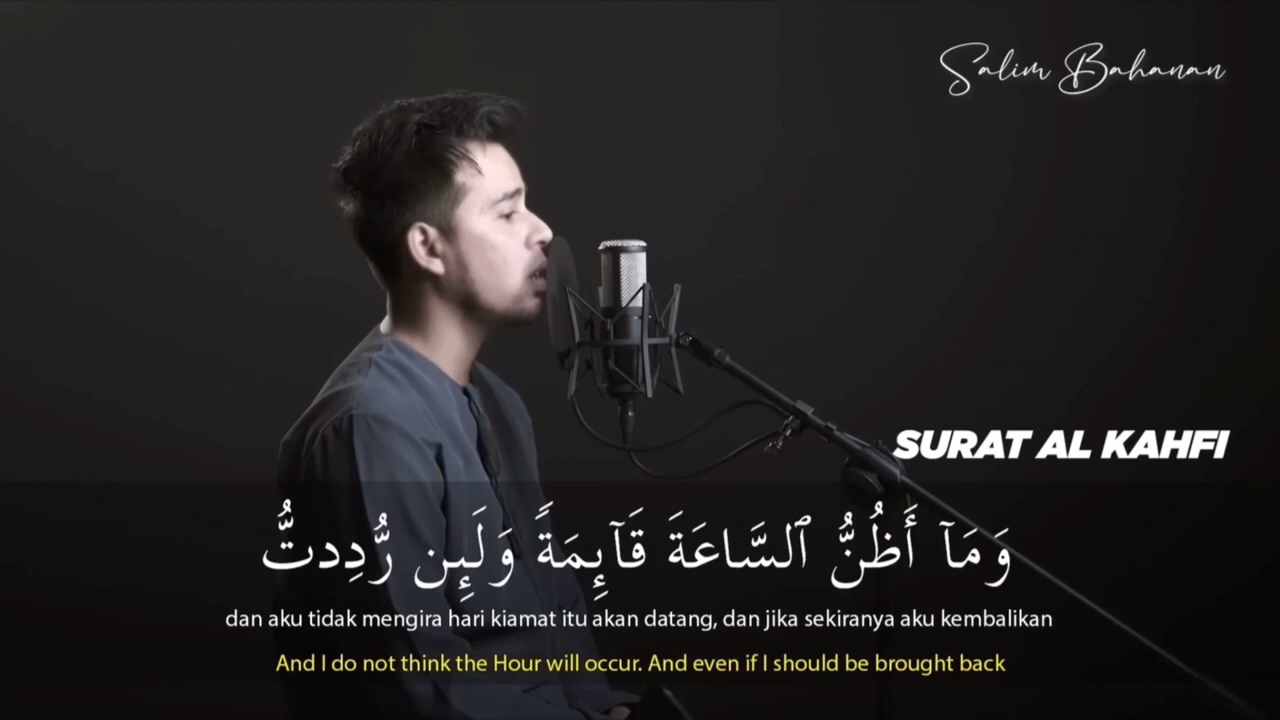 Salim Bahanan
SURAT AL KAHFI
وَمَآ أَظُنُّ ٱلسَّاعَةَ قَآئِمَةً وَلَئِن رُّدِدتُّ
dan aku tidak mengira hari kiamat itu akan datang, dan jika sekiranya aku kembalikan
And I do not think the Hour will occur. And even if I should be brought back